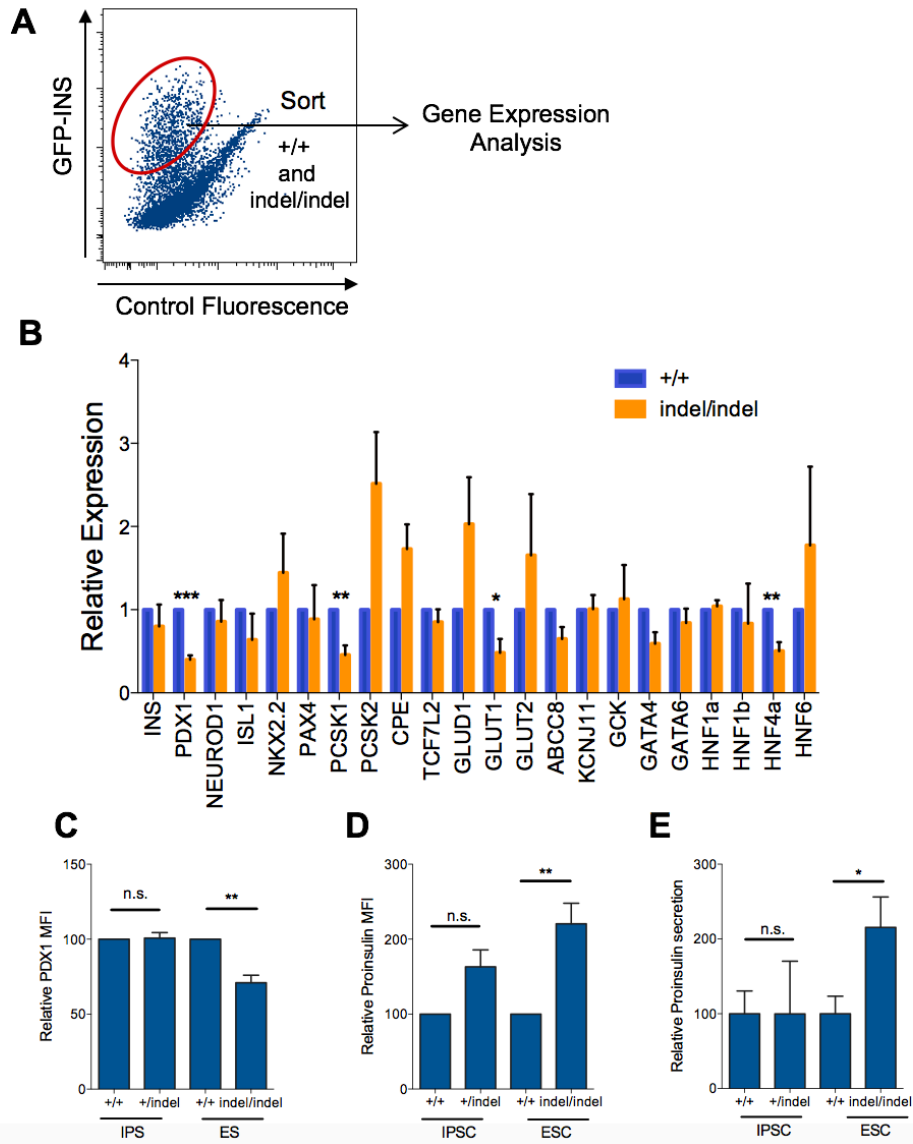 A
GFP-INS
Sort
+/+
and
indel/indel
Gene Expression
Analysis
Control Fluorescence
B
Relative Expression
4
3
2
1
0
+/+
indel/indel
***
**
*
**
INS
PDX1
NEUROD1
ISL1
NKX2.2
PAX4
PCSK1
PCSK2
CPE
TCF7L2
GLUD1
GLUT1
GLUT2
ABCC8
KCNJ11
GCK
GATA4
GATA6
HNF1a
HNF1b
HNF4a
HNF6
C
Relative PDX1 MFI
150
100
50
0
n.s.
**
+/+ +/indel +/+ indel/indel
IPS ES
D
Relative Proinsulin MFI
300
200
100
0
n.s.
**
+/+ +/indel +/+ indel/indel
IPSC ESC
E
Relative Proinsulin secretion
300
200
100
0
n.s.
*
+/+ +/indel +/+ indel/indel
IPSC ESC